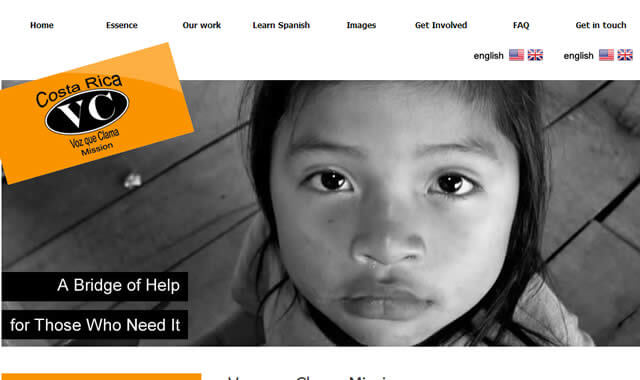 Home Essence Our work Learn Spanish Images Get Involved FAQ Get in touch
english english
Costa Rica
VC
Voz que Clama
Mission
A Bridge of Help
for Those Who Need It